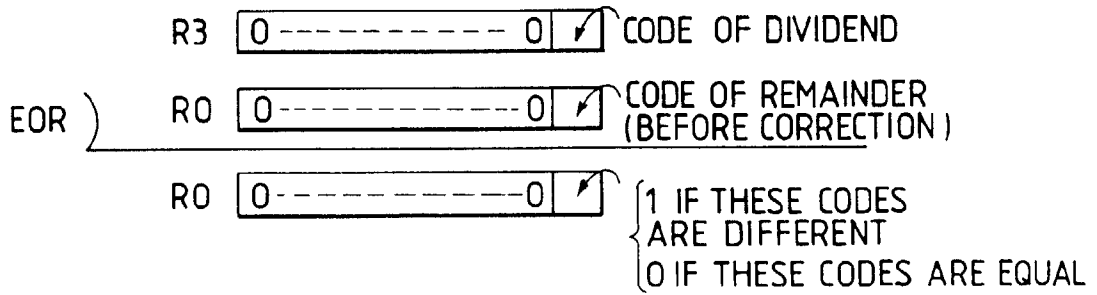 R3 0 ---------- 0 CODE OF DIVIDEND
EOR ) R0 0 ---------- 0 CODE OF REMAINDER
(BEFORE CORRECTION)
R0 0 ---------- 0 1 IF THESE CODES
ARE DIFFERENT
0 IF THESE CODES ARE EQUAL